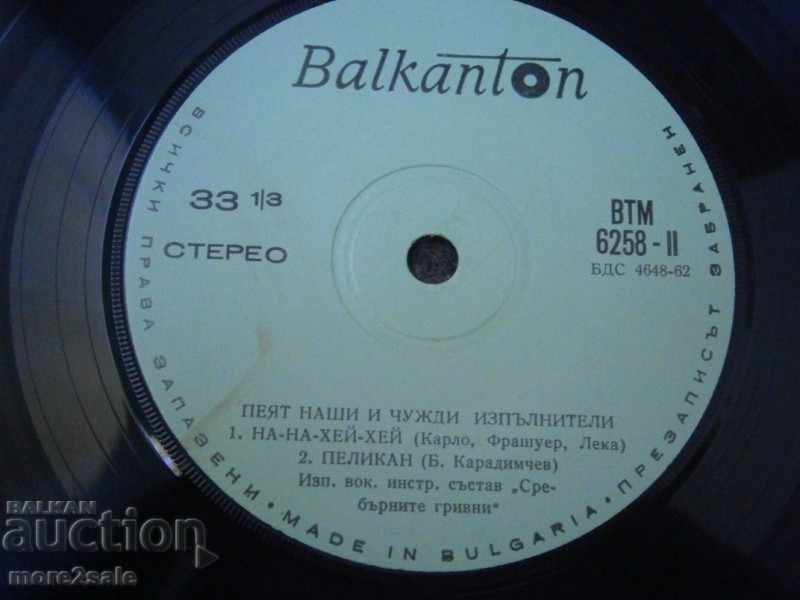 Balkanton
33 1/3
СТЕРЕО
ВТМ
6258 - II
БДС 4648-62
ПЕЯТ НАШИ И ЧУЖДИ ИЗПЪЛНИТЕЛИ
1. НА-НА-ХЕЙ-ХЕЙ (Карло, Фрашуер, Лека)
2. ПЕЛИКАН (Б. Карадимчев)
Изп. вок. инстр. състав „Сре-
бърните гривни“
ВСИЧКИ ПРАВА ЗАПАЗЕНИ • MADE IN BULGARIA • ПРЕЗАПИСЪТ ЗАБРАНЕН
BALKAN
auction
more2sale